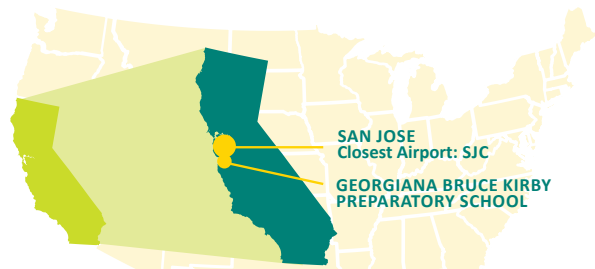 SAN JOSE
Closest Airport: SJC
GEORGIANA BRUCE KIRBY
PREPARATORY SCHOOL